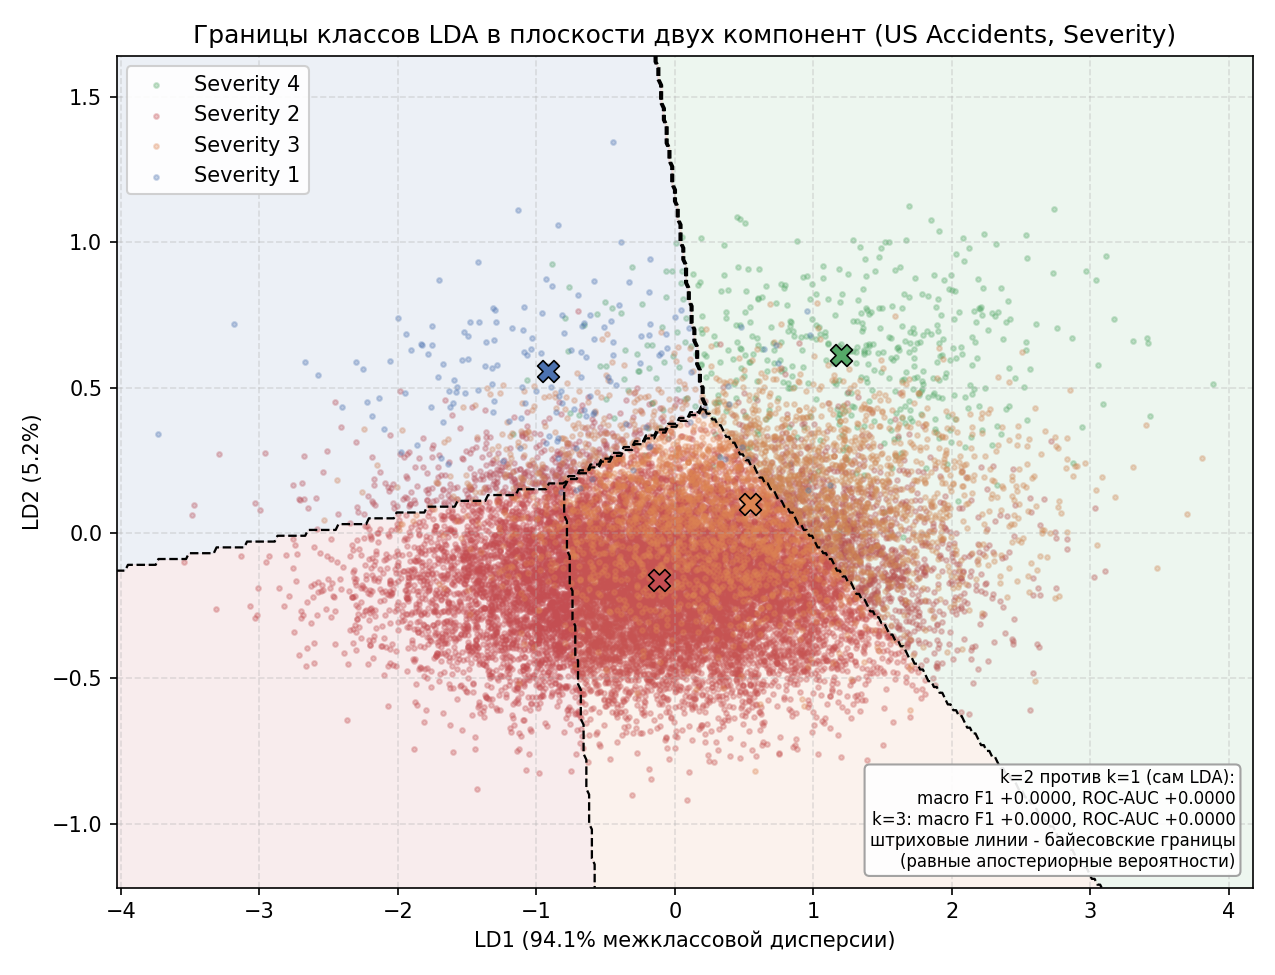 Границы классов LDA в плоскости двух компонент (US Accidents, Severity)
Severity 4
Severity 2
Severity 3
Severity 1
1.5
1.0
0.5
0.0
−0.5
−1.0
LD2 (5.2%)
k=2 против k=1 (сам LDA):
macro F1 +0.0000, ROC-AUC +0.0000
k=3: macro F1 +0.0000, ROC-AUC +0.0000
штриховые линии - байесовские границы
(равные апостериорные вероятности)
−4 −3 −2 −1 0 1 2 3 4
LD1 (94.1% межклассовой дисперсии)